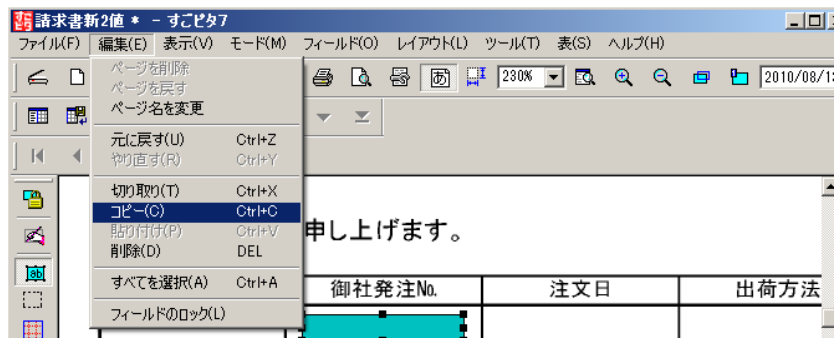 請求書新2値 * - すごピタ7
ファイル(F) 編集(E) 表示(V) モード(M) フィールド(O) レイアウト(L) ツール(T) 表(S) ヘルプ(H)
ページを削除
ページを戻す
ページ名を変更
元に戻す(U) Ctrl+Z
やり直す(R) Ctrl+Y
切り取り(T) Ctrl+X
コピー(C) Ctrl+C
貼り付け(P) Ctrl+V
削除(D) DEL
すべてを選択(A) Ctrl+A
フィールドのロック(L)
あ 230% 2010/08/13
ab
申し上げます。
御社発注No. 注文日 出荷方法